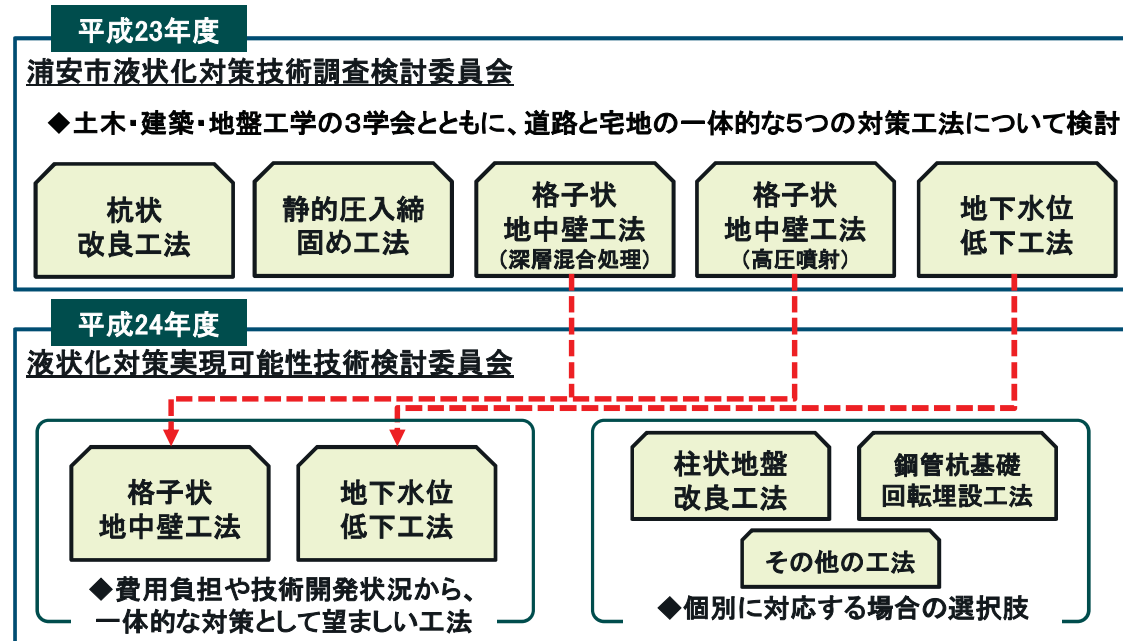 平成23年度
浦安市液状化対策技術調査検討委員会
◆土木・建築・地盤工学の3学会とともに、道路と宅地の一体的な5つの対策工法について検討
杭状
改良工法
静的圧入締
固め工法
格子状
地中壁工法
（深層混合処理）
格子状
地中壁工法
（高圧噴射）
地下水位
低下工法
平成24年度
液状化対策実現可能性技術検討委員会
格子状
地中壁工法
地下水位
低下工法
◆費用負担や技術開発状況から、
一体的な対策として望ましい工法
柱状地盤
改良工法
鋼管杭基礎
回転埋設工法
その他の工法
◆個別に対応する場合の選択肢